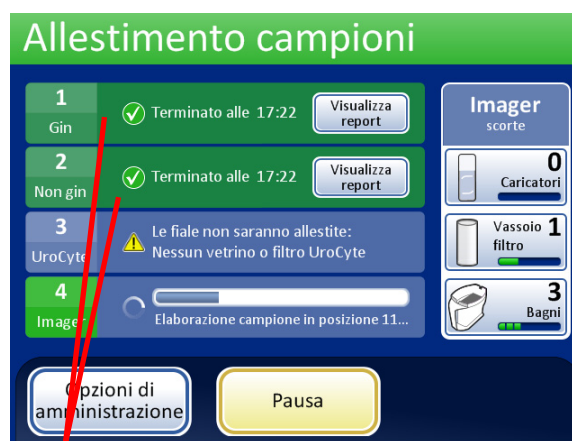 Allestimento campioni
1
Gin
Terminato alle 17:22
Visualizza
report
2
Non gin
Terminato alle 17:22
Visualizza
report
3
UroCyte
Le fiale non saranno allestite:
Nessun vetrino o filtro UroCyte
4
Imager
Elaborazione campione in posizione 11...
Imager
scorte
0
Caricatori
Vassoio 1
filtro
3
Bagni
Opzioni di
amministrazione
Pausa